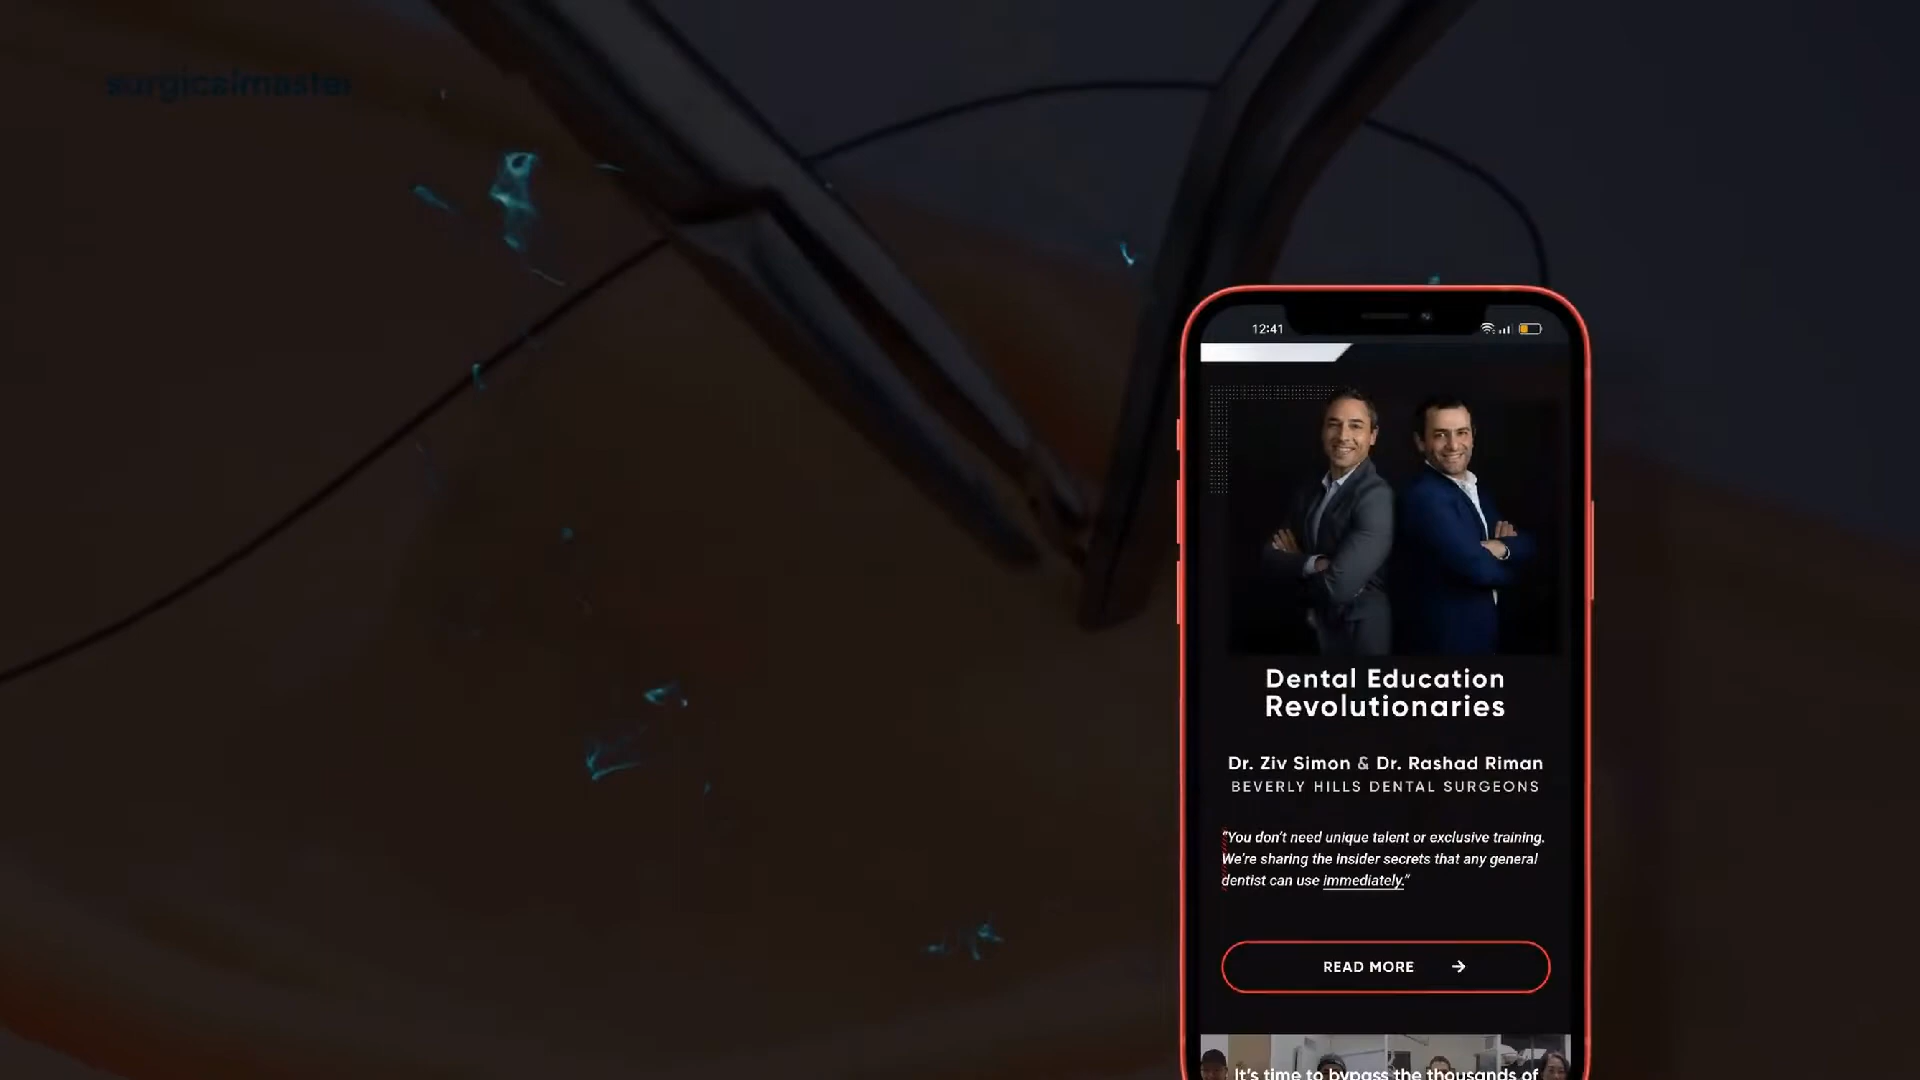 surgicalmaster
12:41
Dental Education
Revolutionaries
Dr. Ziv Simon & Dr. Rashad Riman
BEVERLY HILLS DENTAL SURGEONS
“You don’t need unique talent or exclusive training.
We’re sharing the insider secrets that any general
dentist can use immediately.”
READ MORE
It’s time to bypass the thousands of